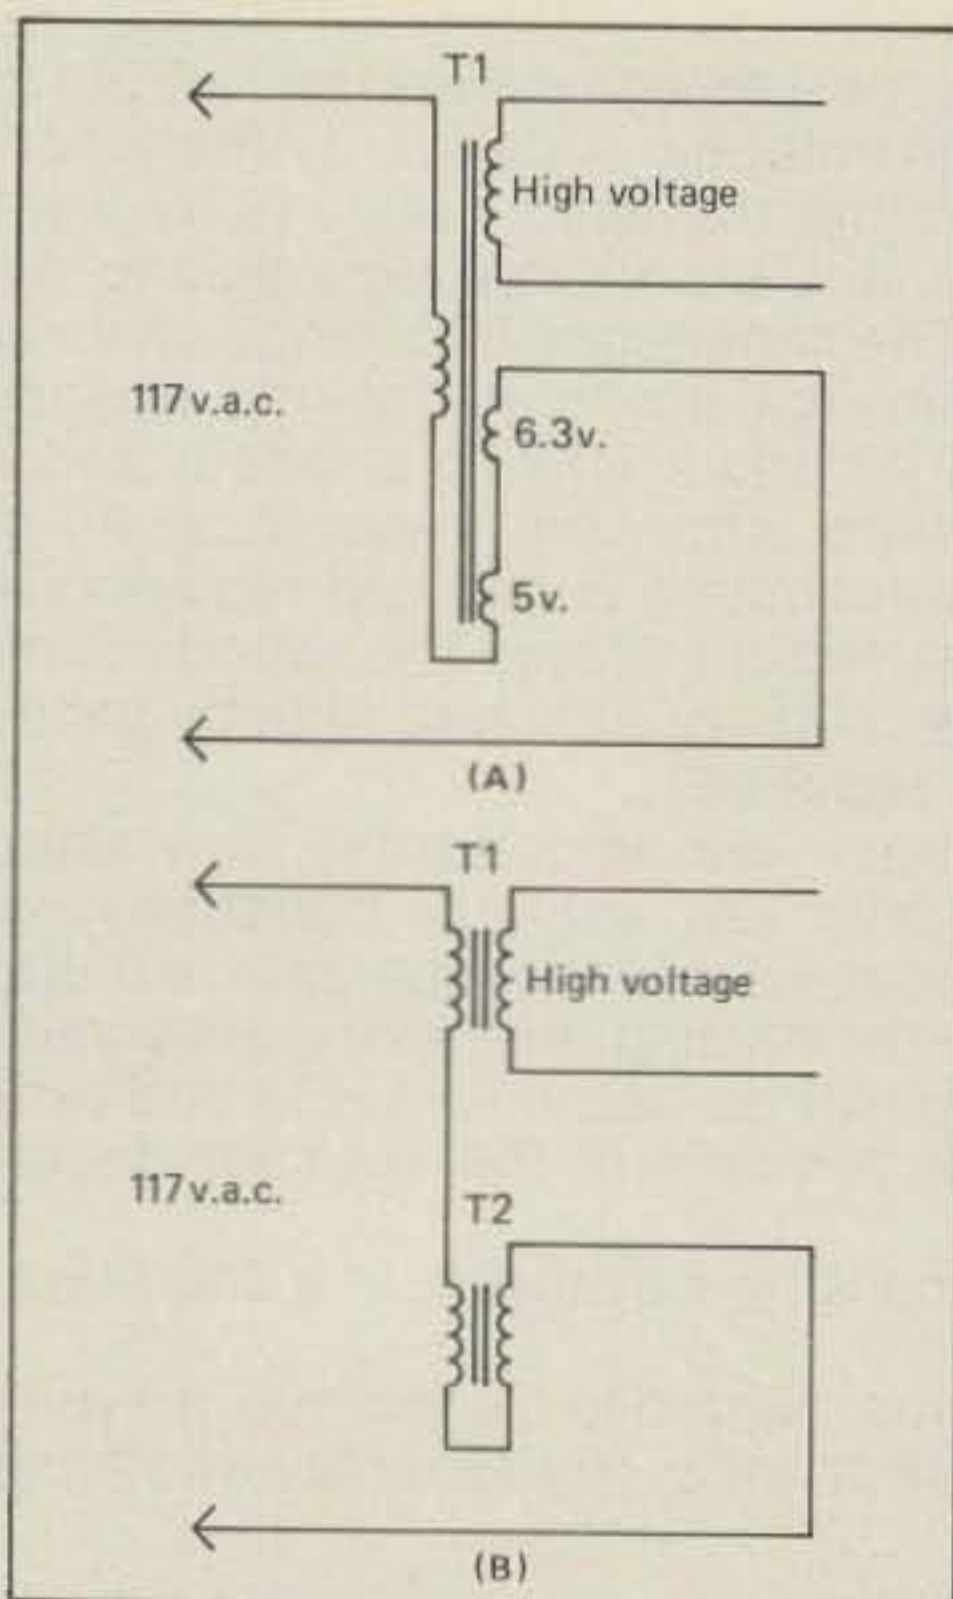 T1
High voltage
117 v.a.c.
6.3v.
5v.
(A)
T1
High voltage
117 v.a.c.
T2
(B)